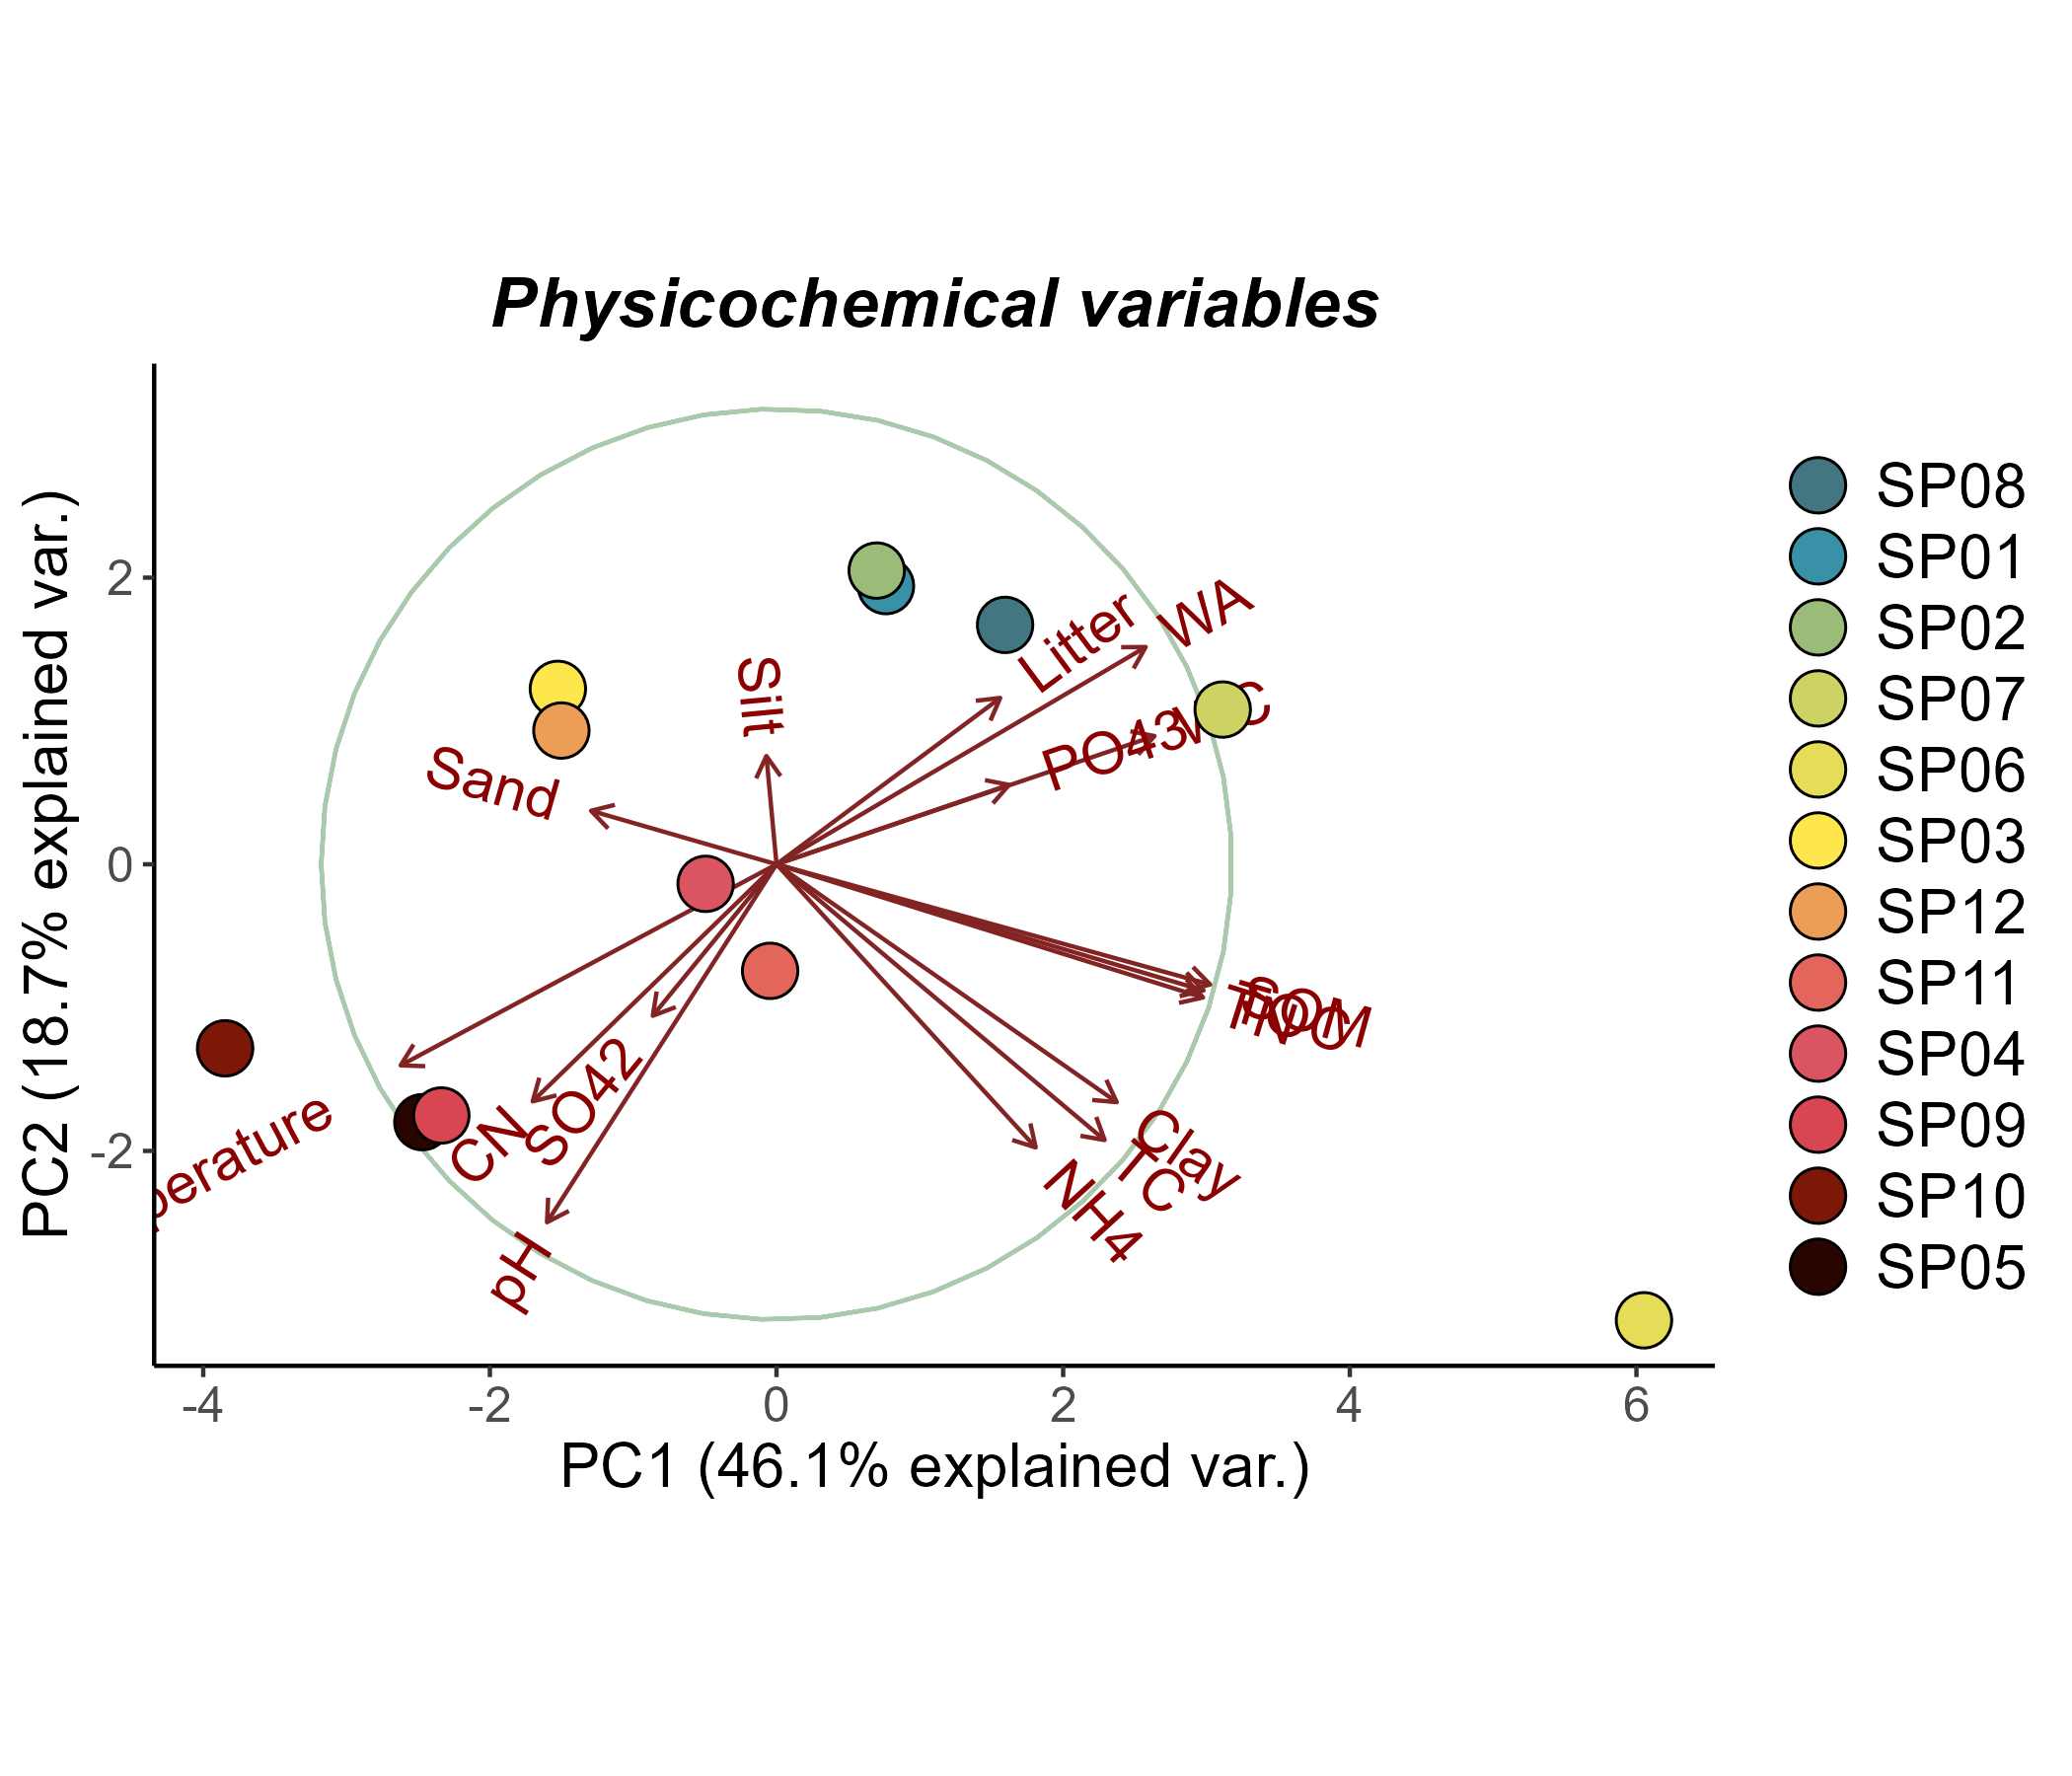 Physicochemical variables
PC2 (18.7% explained var.)
2
0
-2
-4
-2
0
2
4
6
PC1 (46.1% explained var.)
Litter
WA
Silt
PO43
Sand
SO42
CN
perature
pH
Clay
TC
NH4
SP08
SP01
SP02
SP07
SP06
SP03
SP12
SP11
SP04
SP09
SP10
SP05